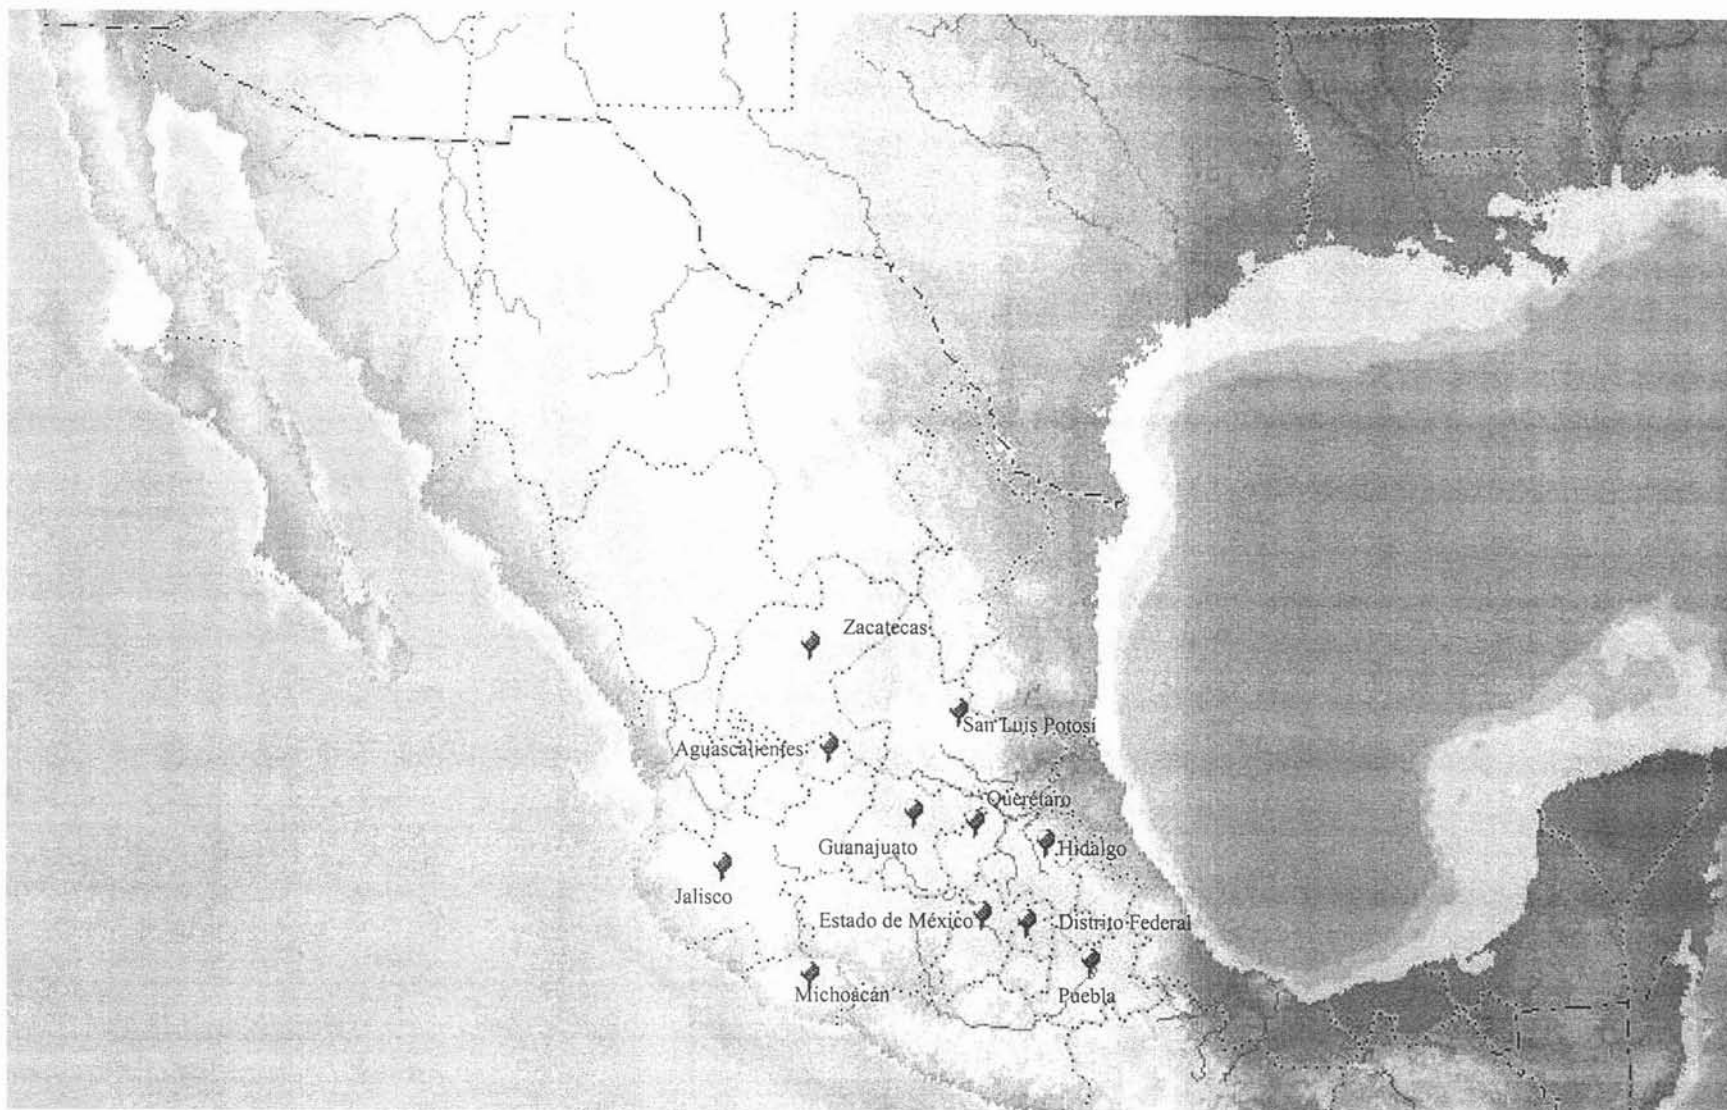 Zacatecas
San Luis Potosí
Aguascalientes
Querétaro
Guanajuato
Hidalgo
Jalisco
Estado de México
Distrito Federal
Michoacán
Puebla